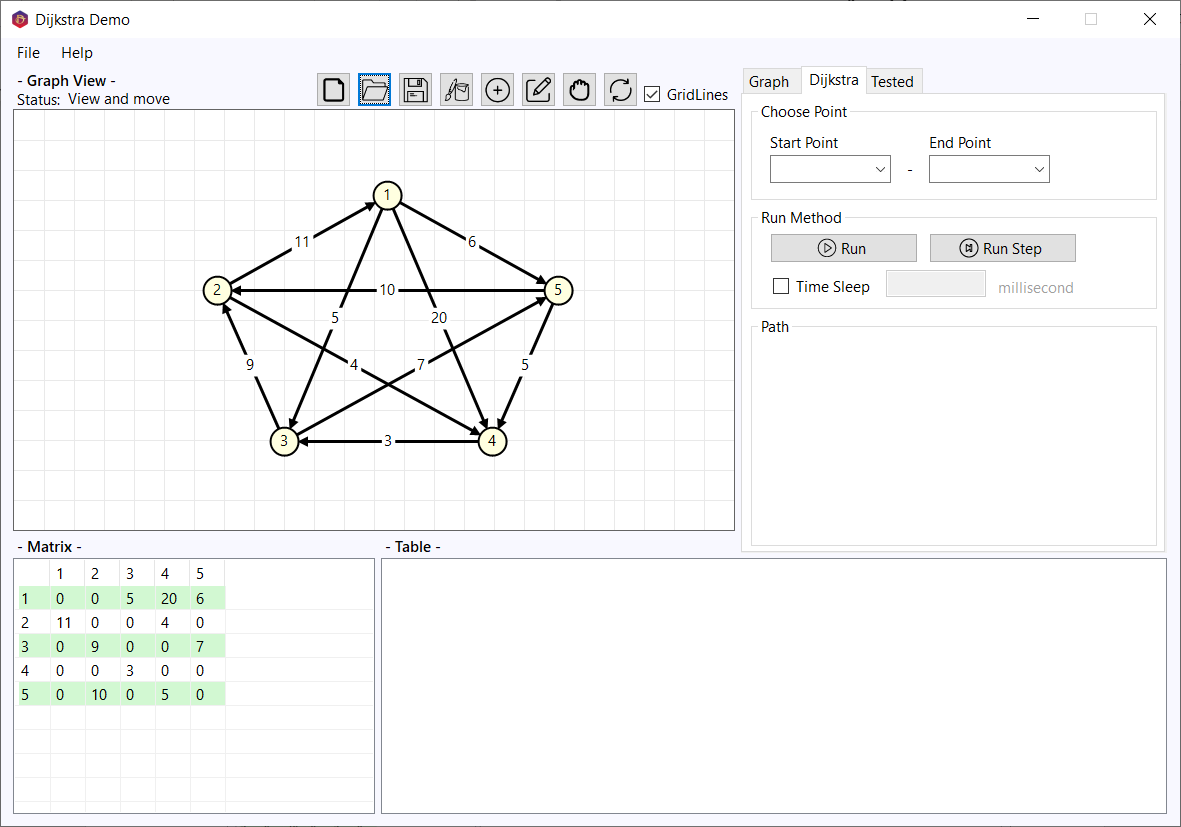 Dijkstra Demo
File Help
- Graph View -
Status: View and move
GridLines
1
11
6
2
10
5
5
20
9
4
7
5
3
3
4
Graph Dijkstra Tested
Choose Point
Start Point End Point
-
Run Method
Run Run Step
Time Sleep millisecond
Path
- Matrix -
1 2 3 4 5
1 0 0 5 20 6
2 11 0 0 4 0
3 0 9 0 0 7
4 0 0 3 0 0
5 0 10 0 5 0
- Table -